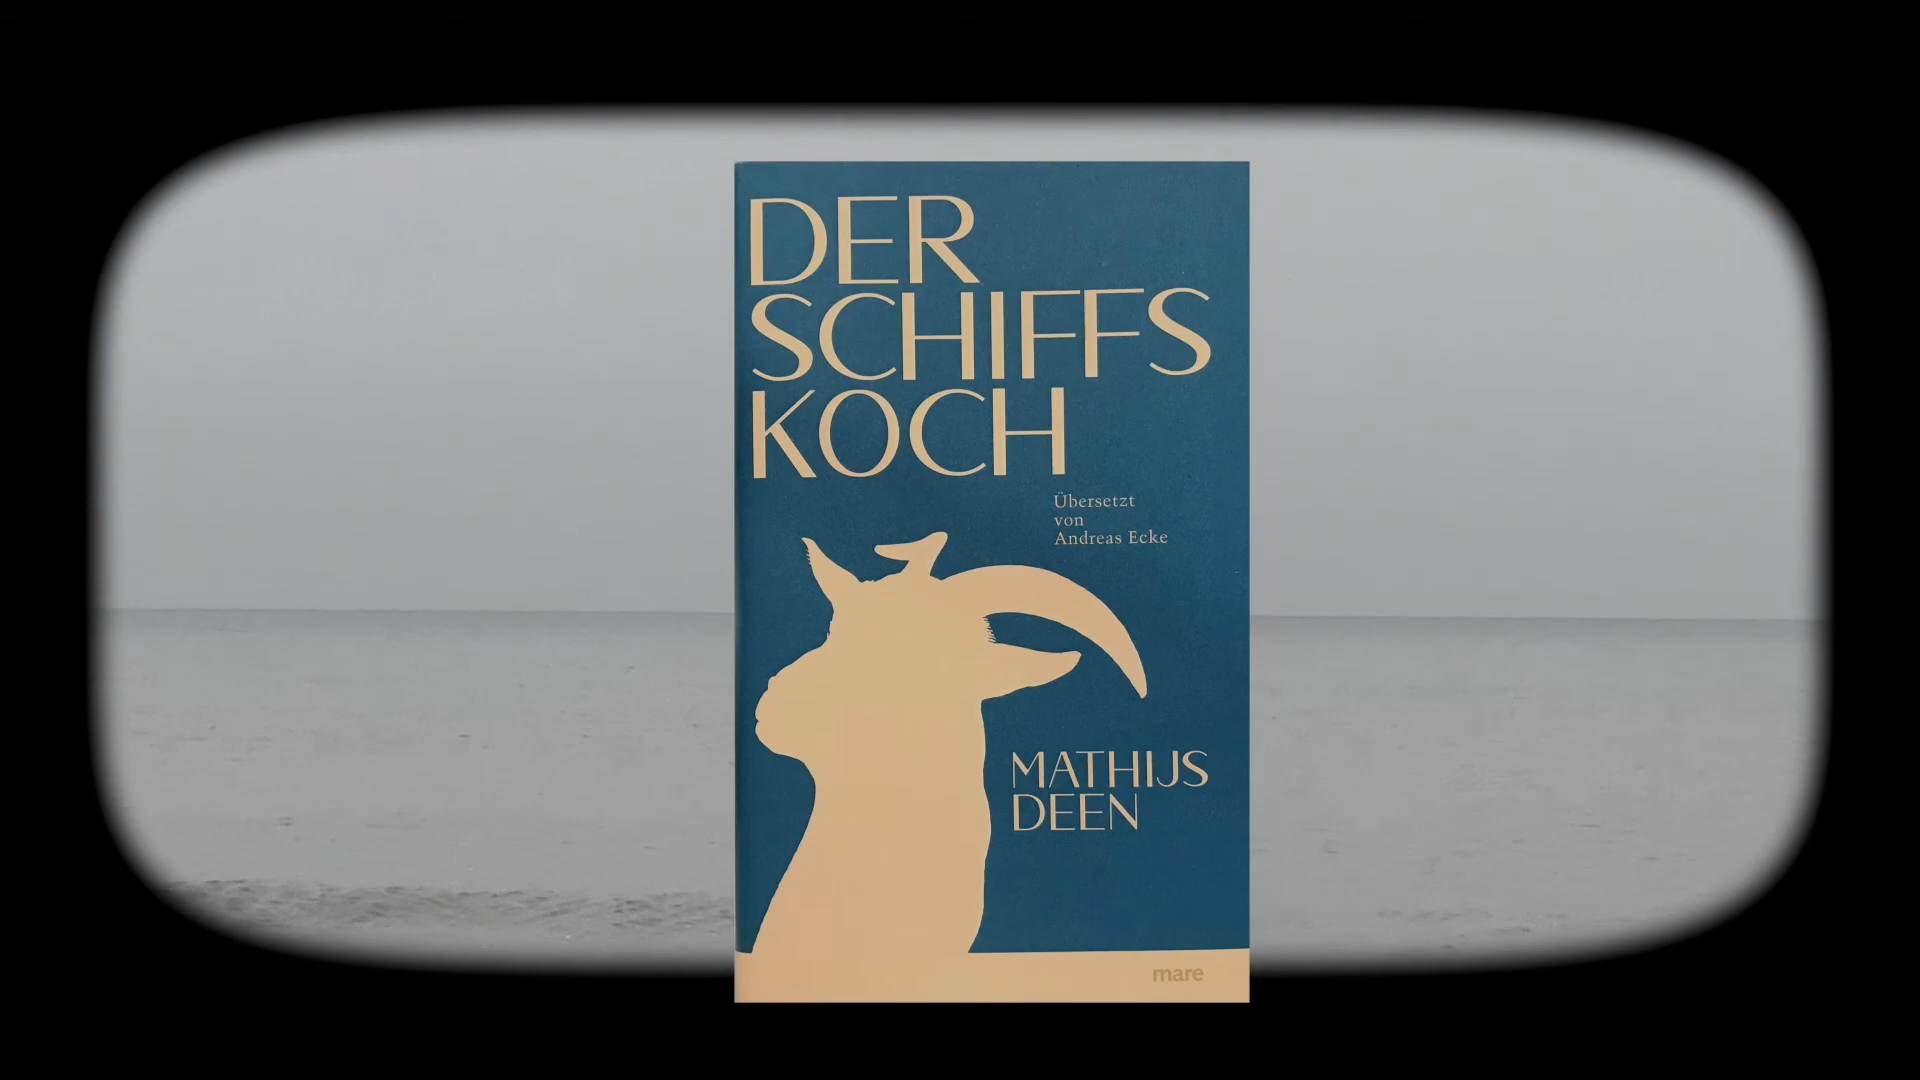 DER
SCHIFFS
KOCH
Übersetzt
von
Andreas Ecke
MATHIJS
DEEN
mare